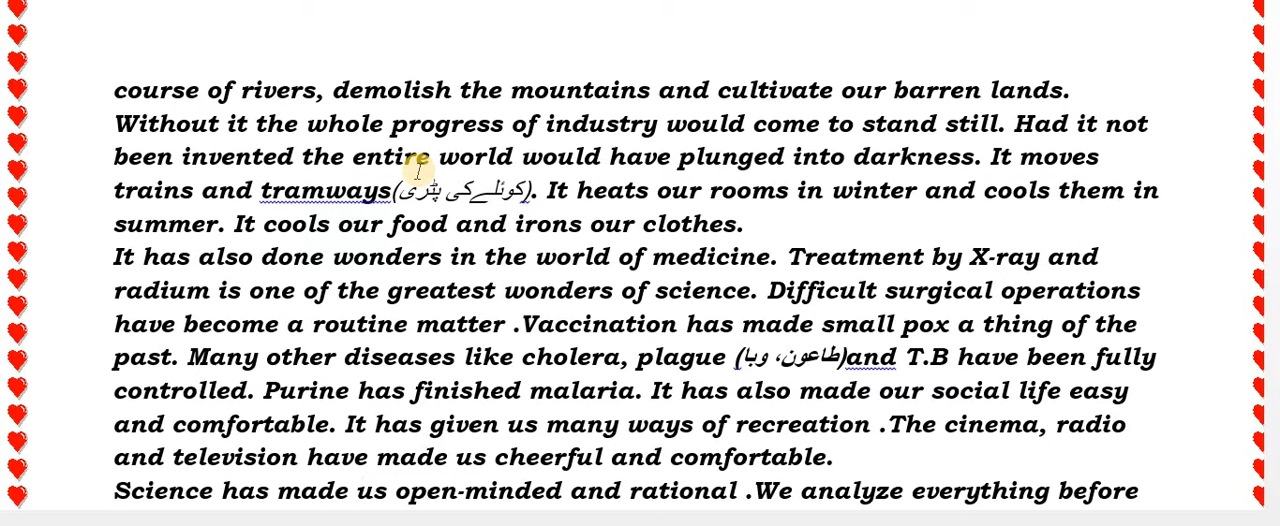 course of rivers, demolish the mountains and cultivate our barren lands.
Without it the whole progress of industry would come to stand still. Had it not
been invented the entire world would have plunged into darkness. It moves
trains and tramways(کوئلےکی پٹری). It heats our rooms in winter and cools them in
summer. It cools our food and irons our clothes.
It has also done wonders in the world of medicine. Treatment by X-ray and
radium is one of the greatest wonders of science. Difficult surgical operations
have become a routine matter .Vaccination has made small pox a thing of the
past. Many other diseases like cholera, plague (طاعون، وبا)and T.B have been fully
controlled. Purine has finished malaria. It has also made our social life easy
and comfortable. It has given us many ways of recreation .The cinema, radio
and television have made us cheerful and comfortable.
Science has made us open-minded and rational .We analyze everything before